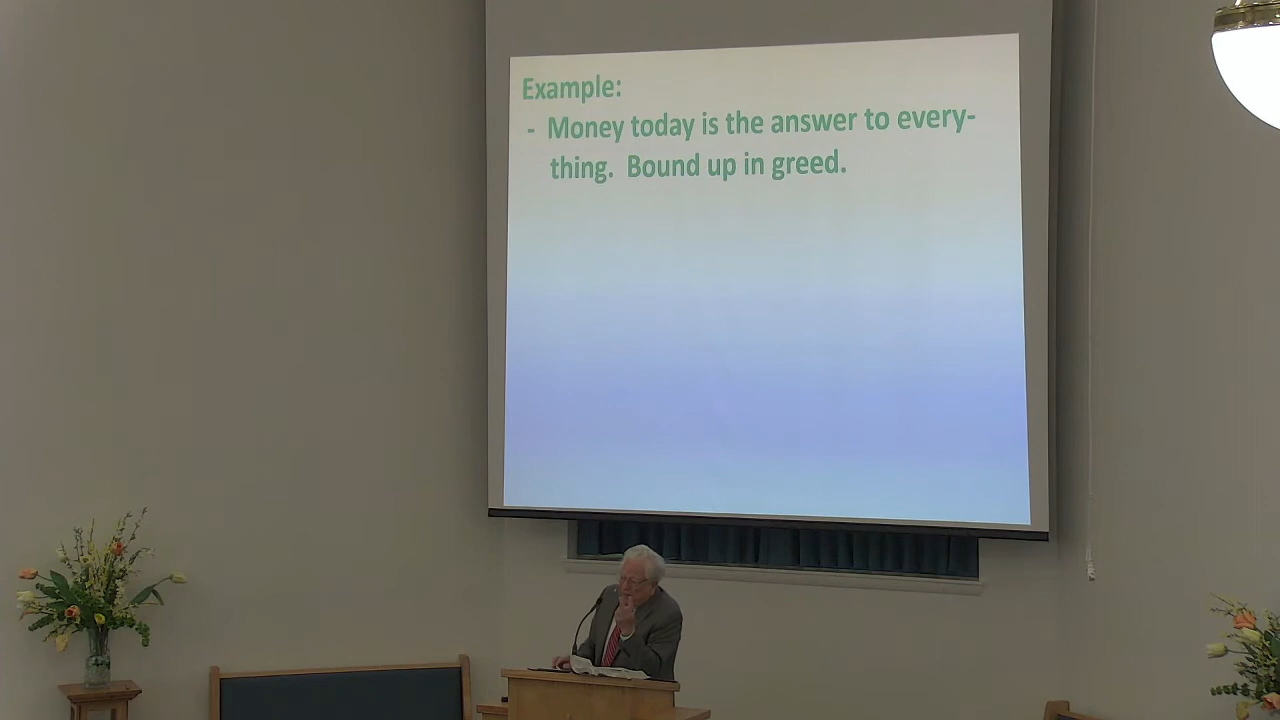 Example:
- Money today is the answer to every-
thing.  Bound up in greed.